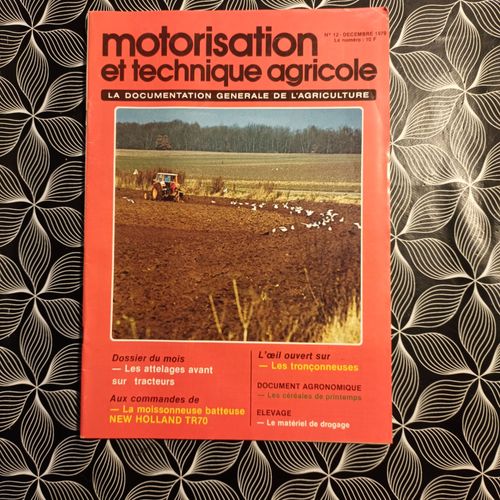 N° 12 - DECEMBRE 1979
Le numéro : 10 F
motorisation
et technique agricole
LA DOCUMENTATION GENERALE DE L'AGRICULTURE
Dossier du mois
— Les attelages avant
sur tracteurs
Aux commandes de
— La moissonneuse batteuse
NEW HOLLAND TR70
L'œil ouvert sur
— Les tronçonneuses
DOCUMENT AGRONOMIQUE
— Les céréales de printemps
ELEVAGE
— Le matériel de drogage